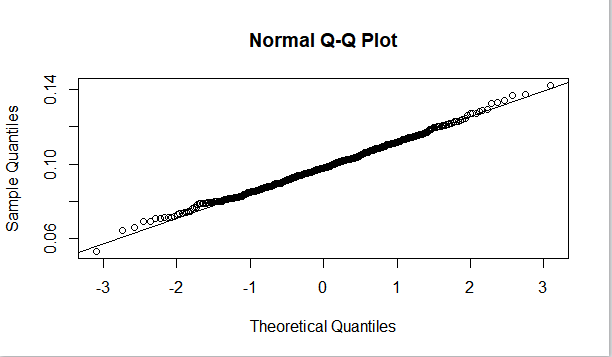 Normal Q-Q Plot
Sample Quantiles
0.14
0.10
0.06
-3 -2 -1 0 1 2 3
Theoretical Quantiles